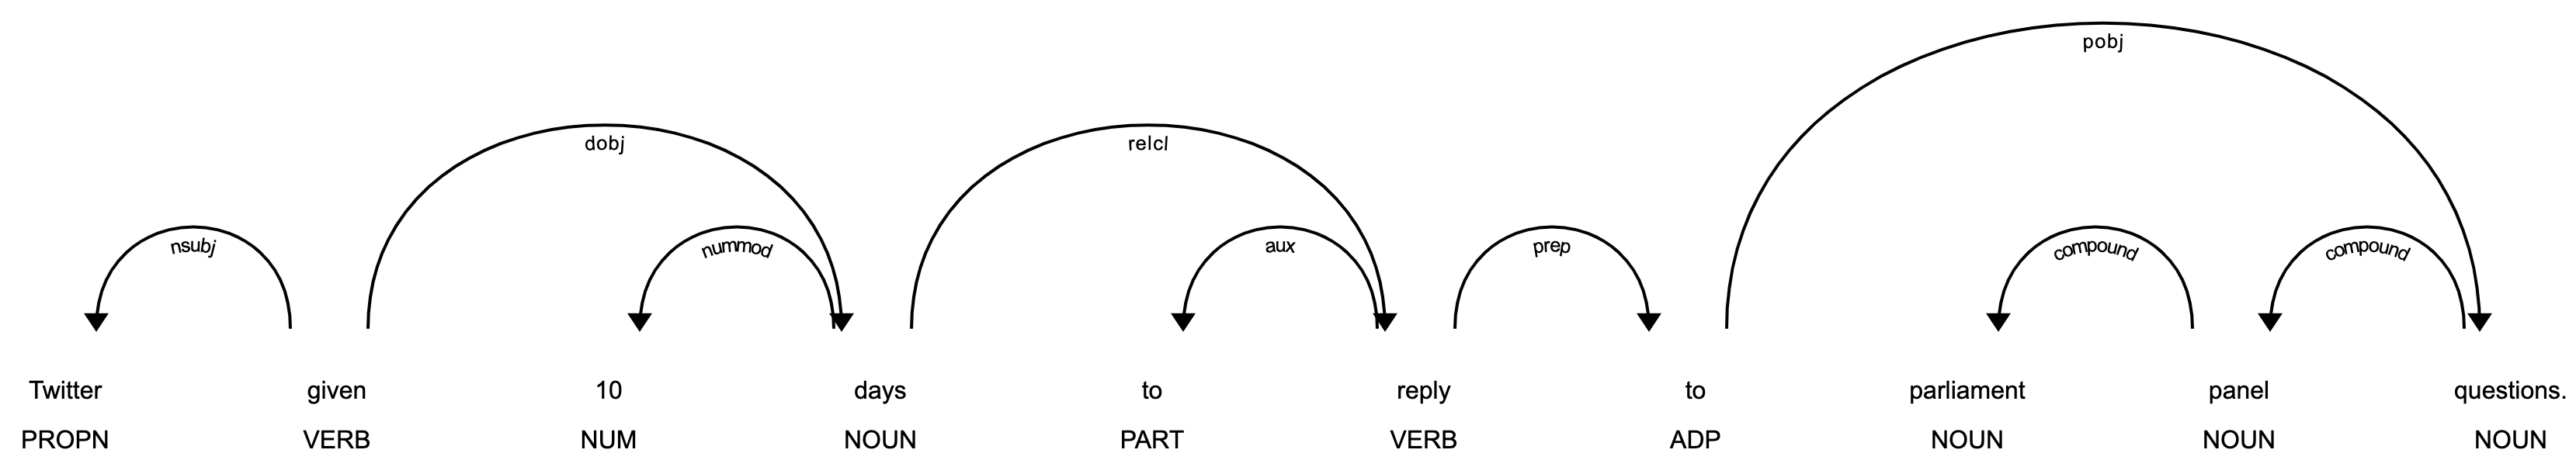 pobj
dobj relcl
nsubj nummod aux prep compound compound
Twitter given 10 days to reply to parliament panel questions.
PROPN VERB NUM NOUN PART VERB ADP NOUN NOUN NOUN